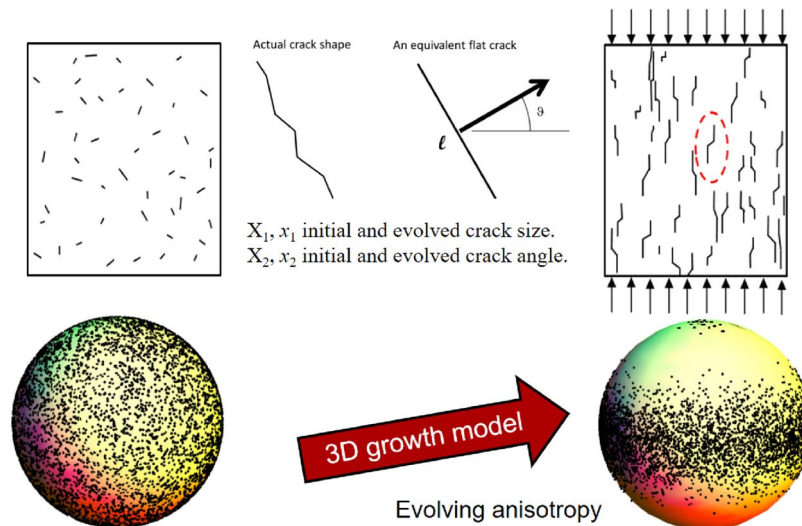 Actual crack shape
An equivalent flat crack
ϑ
ℓ
X₁, x₁ initial and evolved crack size.
X₂, x₂ initial and evolved crack angle.
3D growth model
Evolving anisotropy